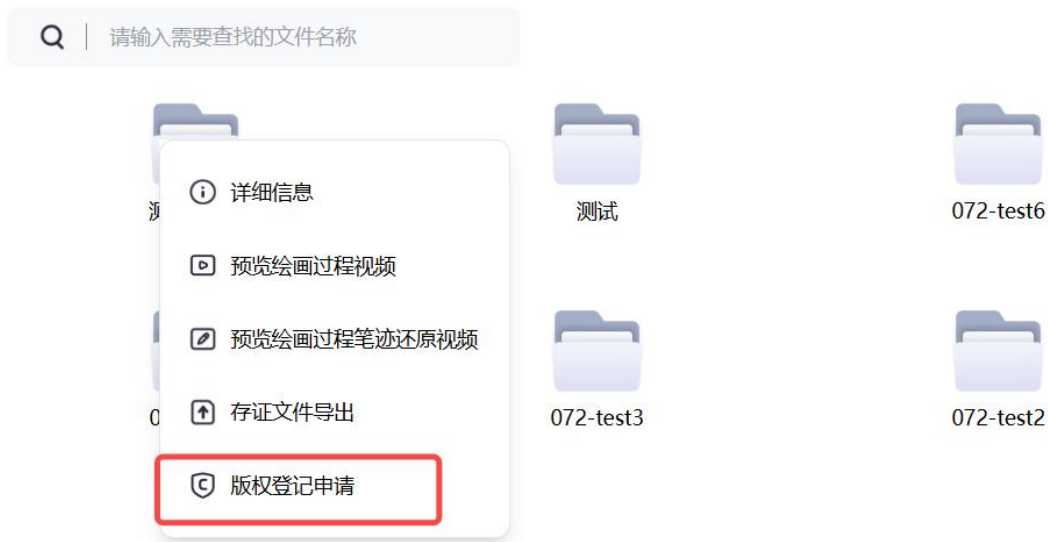 请输入需要查找的文件名称
详细信息
测试
072-test6
预览绘画过程视频
预览绘画过程笔迹还原视频
存证文件导出
072-test3
072-test2
版权登记申请